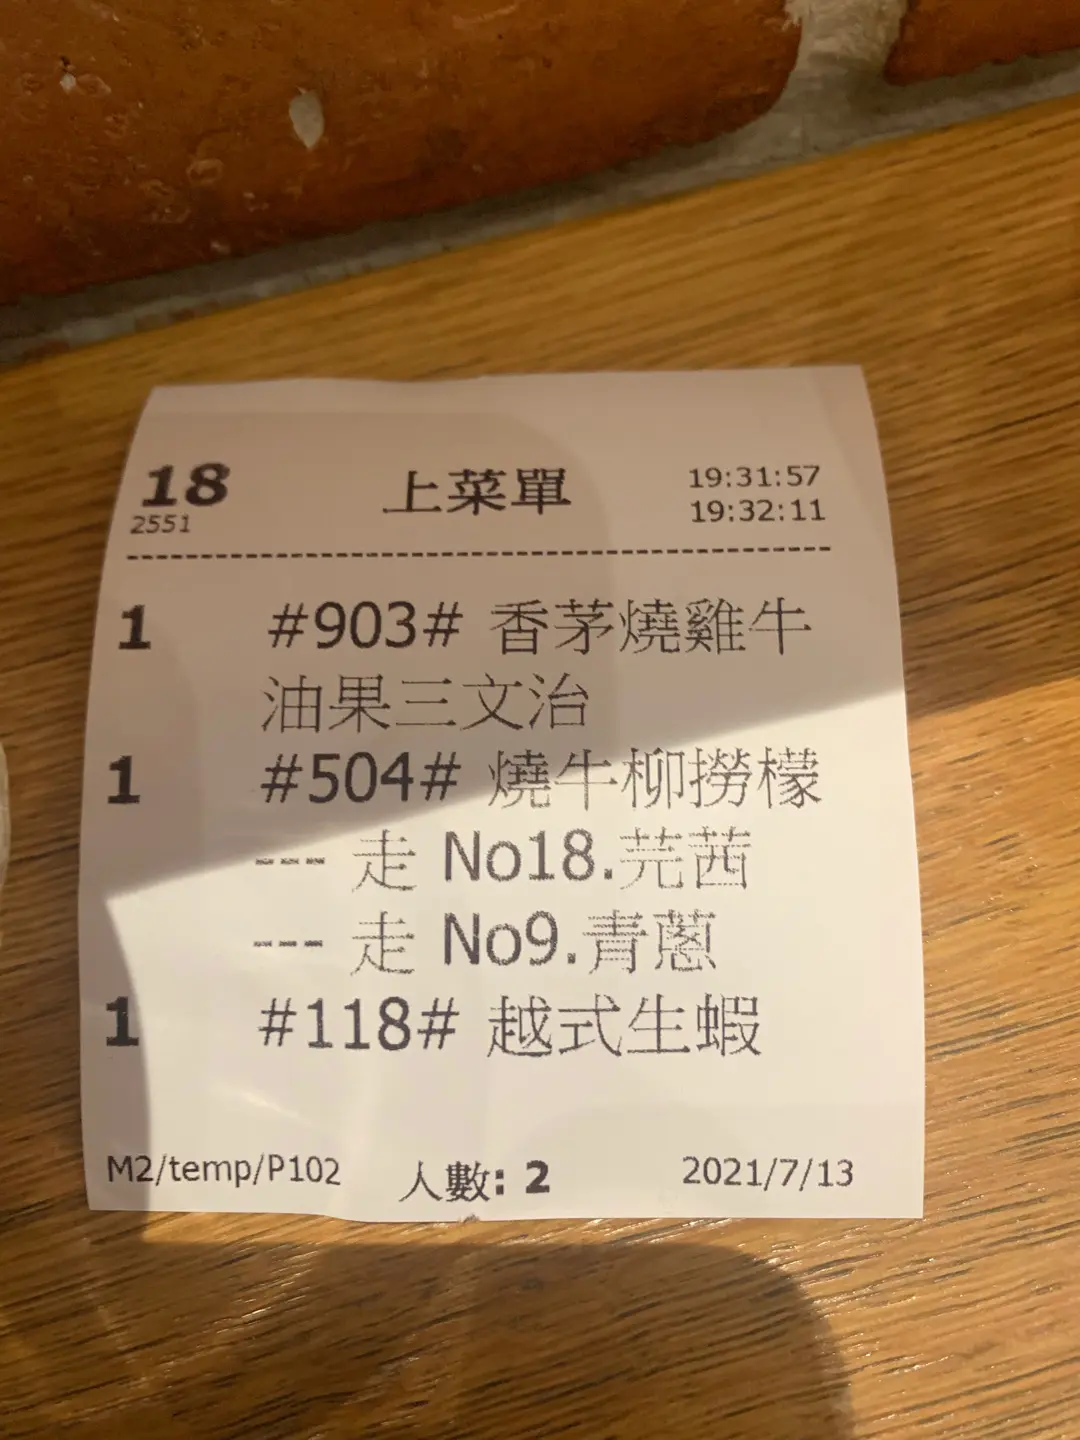 18 上菜單 19:31:57
2551 19:32:11
--------------------------------------------------
1 #903# 香茅燒雞牛
油果三文治
1 #504# 燒牛柳撈檬
--- 走 No18.芫茜
--- 走 No9.青蔥
1 #118# 越式生蝦
M2/temp/P102 人數: 2 2021/7/13